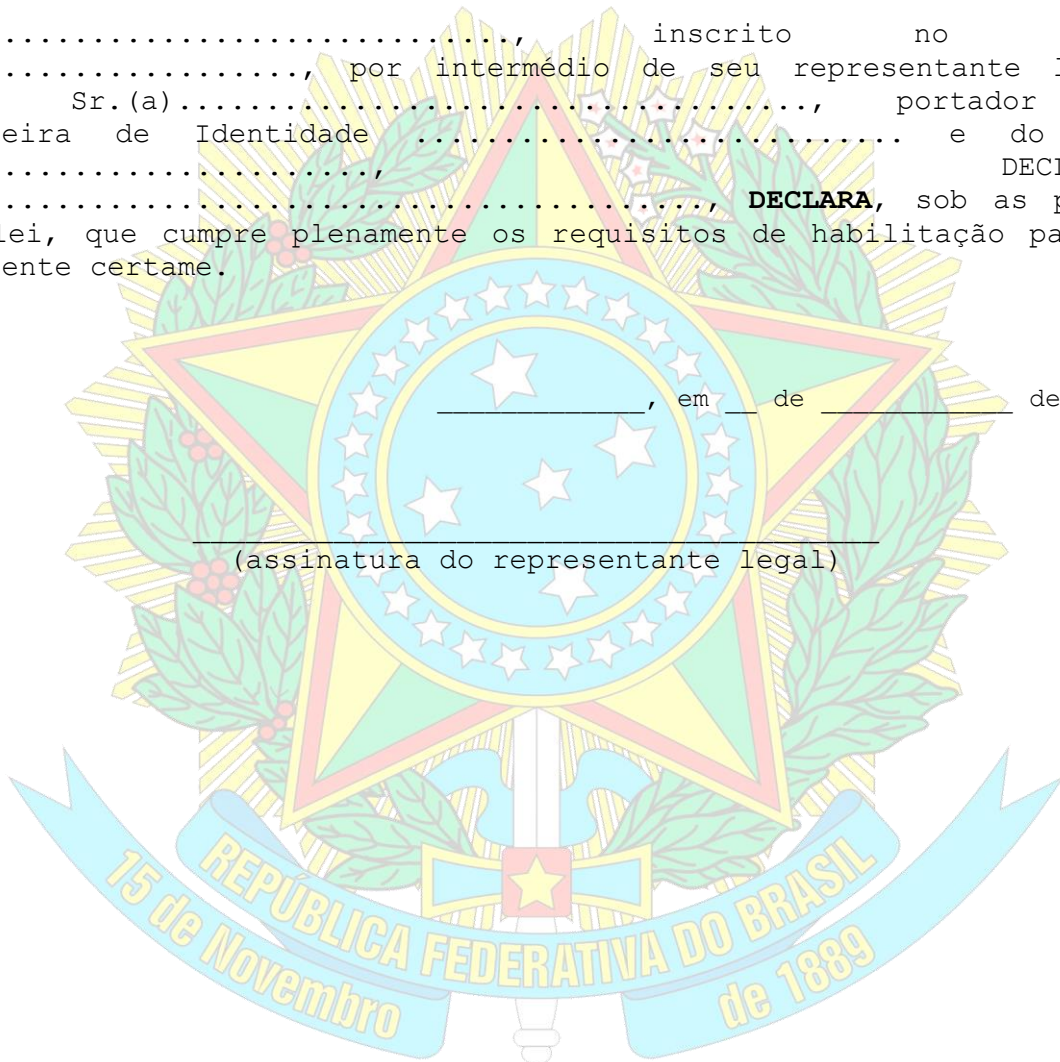 ..............................., inscrito no
................., por intermédio de seu representante
Sr.(a)....................................., portador
eira de Identidade ............................ e do
....................., DECL
........................................, DECLARA, sob as
lei, que cumpre plenamente os requisitos de habilitação pa
ente certame.
_____________, em __ de ____________ de
___________________________________________
(assinatura do representante legal)
REPÚBLICA FEDERATIVA DO BRASIL
15 de Novembro de 1889